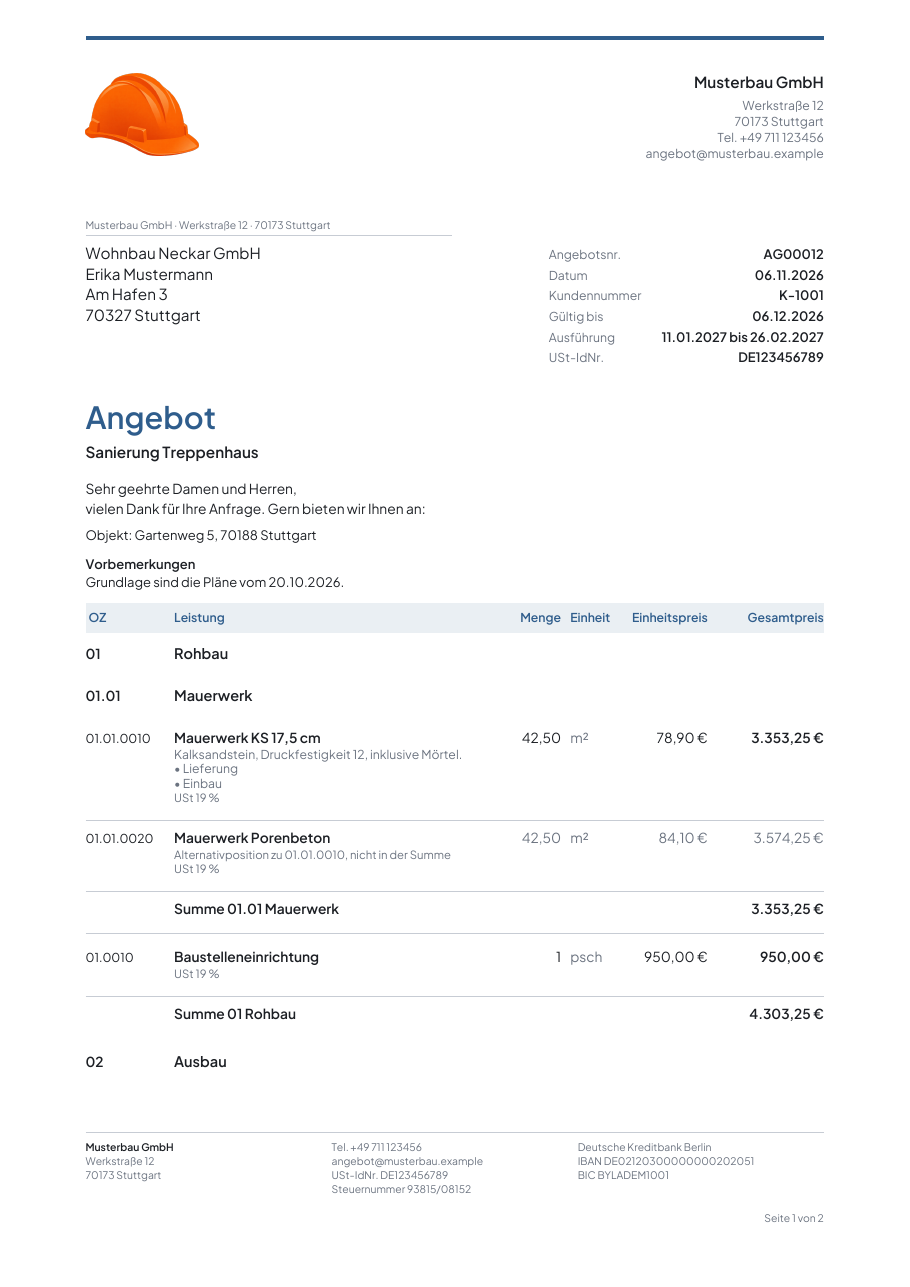 Musterbau GmbH
Werkstraße 12
70173 Stuttgart
Tel. +49 711 123456
angebot@musterbau.example
Musterbau GmbH · Werkstraße 12 · 70173 Stuttgart
Wohnbau Neckar GmbH
Erika Mustermann
Am Hafen 3
70327 Stuttgart
Angebotsnr. AG00012
Datum 06.11.2026
Kundennummer K-1001
Gültig bis 06.12.2026
Ausführung 11.01.2027 bis 26.02.2027
USt-IdNr. DE123456789
Angebot
Sanierung Treppenhaus
Sehr geehrte Damen und Herren,
vielen Dank für Ihre Anfrage. Gern bieten wir Ihnen an:
Objekt: Gartenweg 5, 70188 Stuttgart
Vorbemerkungen
Grundlage sind die Pläne vom 20.10.2026.
OZ Leistung Menge Einheit Einheitspreis Gesamtpreis
01 Rohbau
01.01 Mauerwerk
01.01.0010 Mauerwerk KS 17,5 cm 42,50 m² 78,90 € 3.353,25 €
Kalksandstein, Druckfestigkeit 12, inklusive Mörtel.
• Lieferung
• Einbau
USt 19 %
01.01.0020 Mauerwerk Porenbeton 42,50 m² 84,10 € 3.574,25 €
Alternativposition zu 01.01.0010, nicht in der Summe
USt 19 %
Summe 01.01 Mauerwerk 3.353,25 €
01.0010 Baustelleneinrichtung 1 psch 950,00 € 950,00 €
USt 19 %
Summe 01 Rohbau 4.303,25 €
02 Ausbau
Musterbau GmbH
Werkstraße 12
70173 Stuttgart
Tel. +49 711 123456
angebot@musterbau.example
USt-IdNr. DE123456789
Steuernummer 93815/08152
Deutsche Kreditbank Berlin
IBAN DE02120300000000202051
BIC BYLADEM1001
Seite 1 von 2